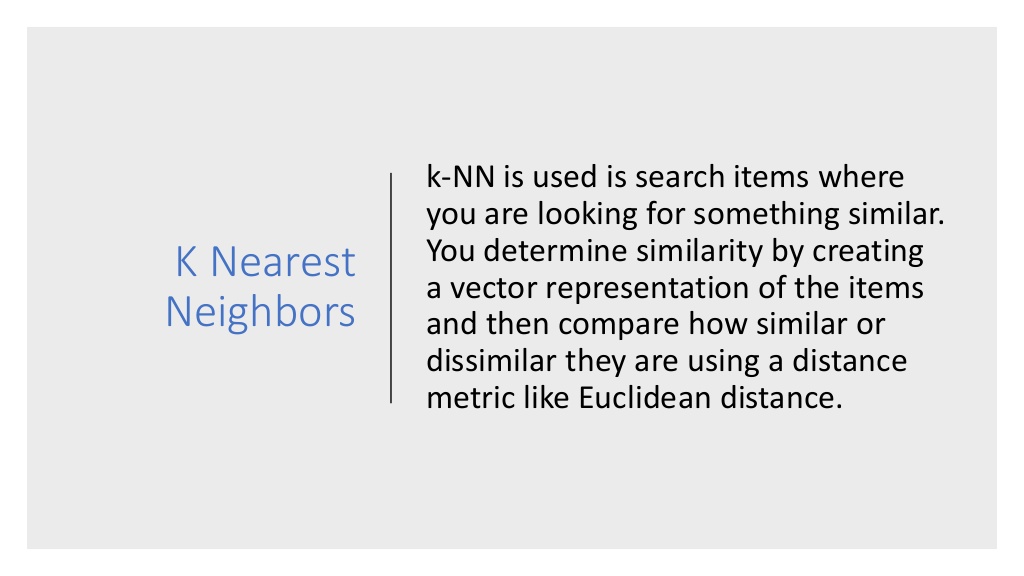 K Nearest
Neighbors
k-NN is used is search items where
you are looking for something similar.
You determine similarity by creating
a vector representation of the items
and then compare how similar or
dissimilar they are using a distance
metric like Euclidean distance.